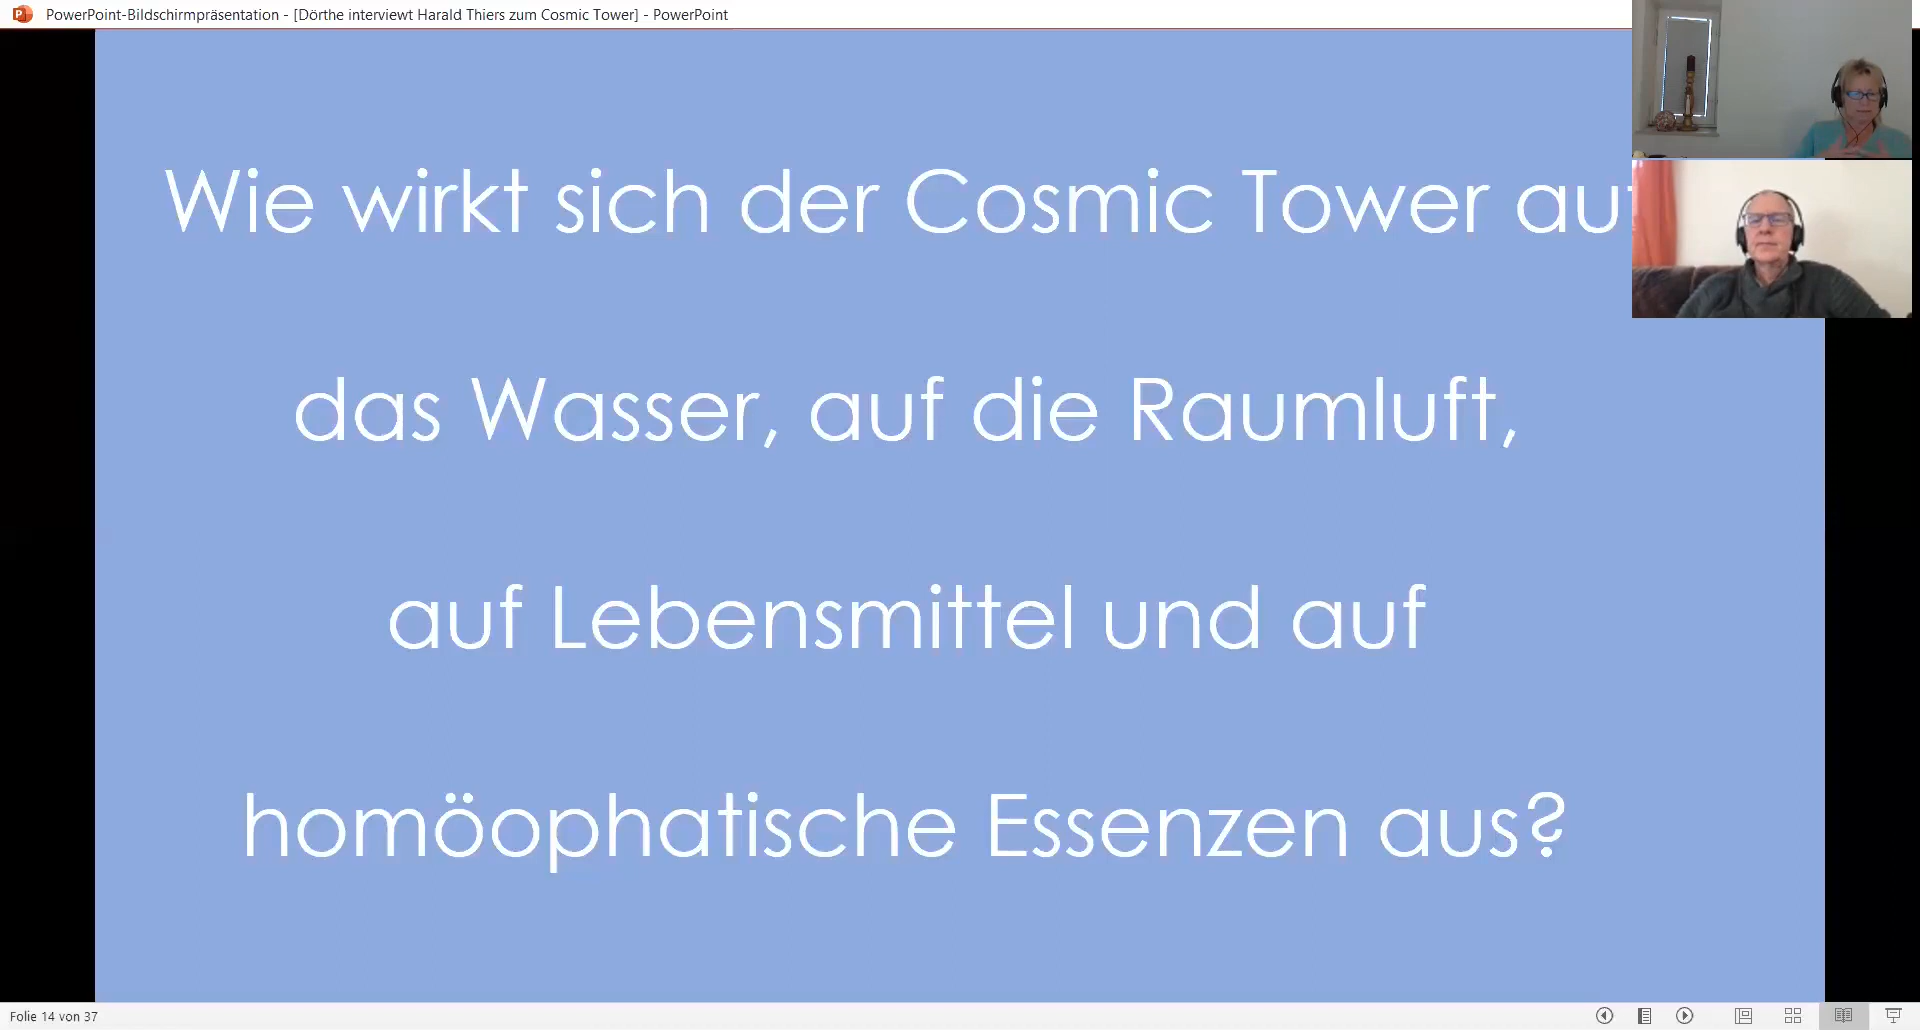 PowerPoint-Bildschirmpräsentation - [Dörthe interviewt Harald Thiers zum Cosmic Tower] - PowerPoint
Wie wirkt sich der Cosmic Tower auf
das Wasser, auf die Raumluft,
auf Lebensmittel und auf
homöophatische Essenzen aus?
Folie 14 von 37